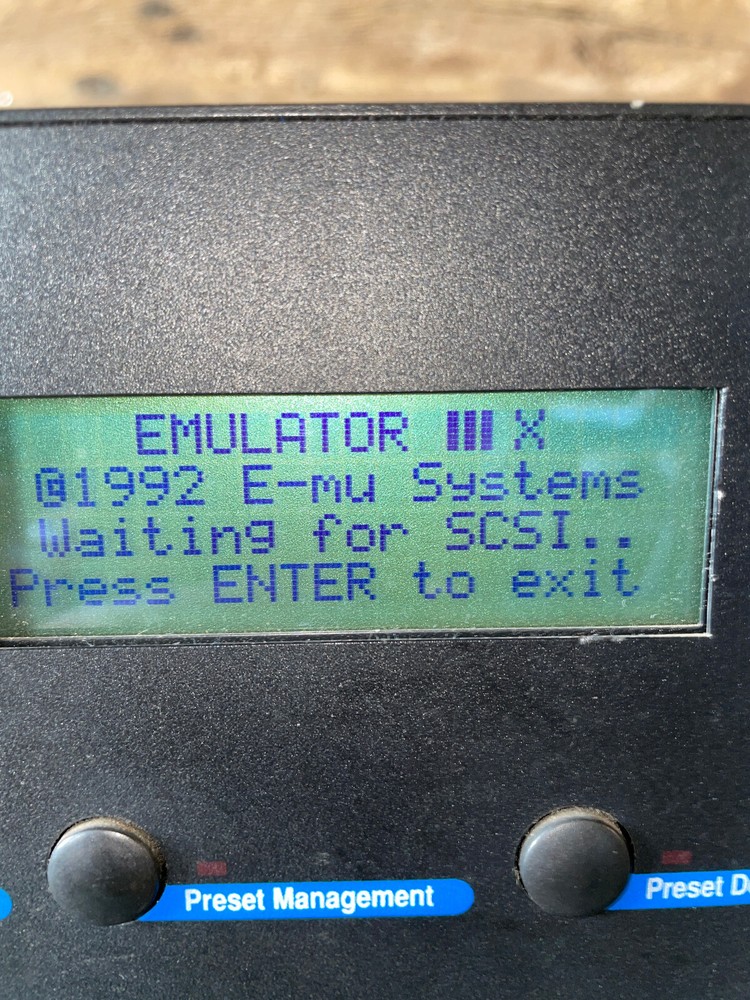 EMULATOR III X
@1992 E-mu Systems
Waiting for SCSI..
Press ENTER to exit
Preset Management
Preset